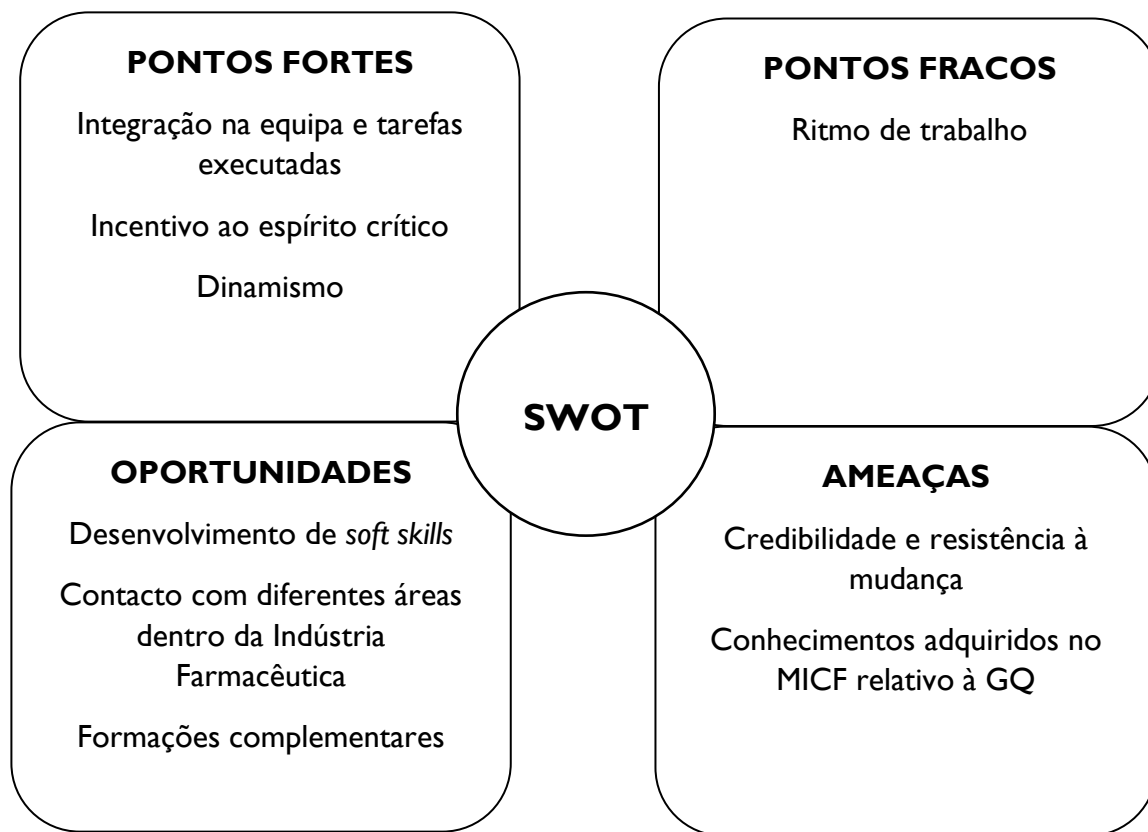 PONTOS FORTES
Integração na equipa e tarefas
executadas
Incentivo ao espírito crítico
Dinamismo
PONTOS FRACOS
Ritmo de trabalho
SWOT
OPORTUNIDADES
Desenvolvimento de soft skills
Contacto com diferentes áreas
dentro da Indústria
Farmacêutica
Formações complementares
AMEAÇAS
Credibilidade e resistência à
mudança
Conhecimentos adquiridos no
MICF relativo à GQ